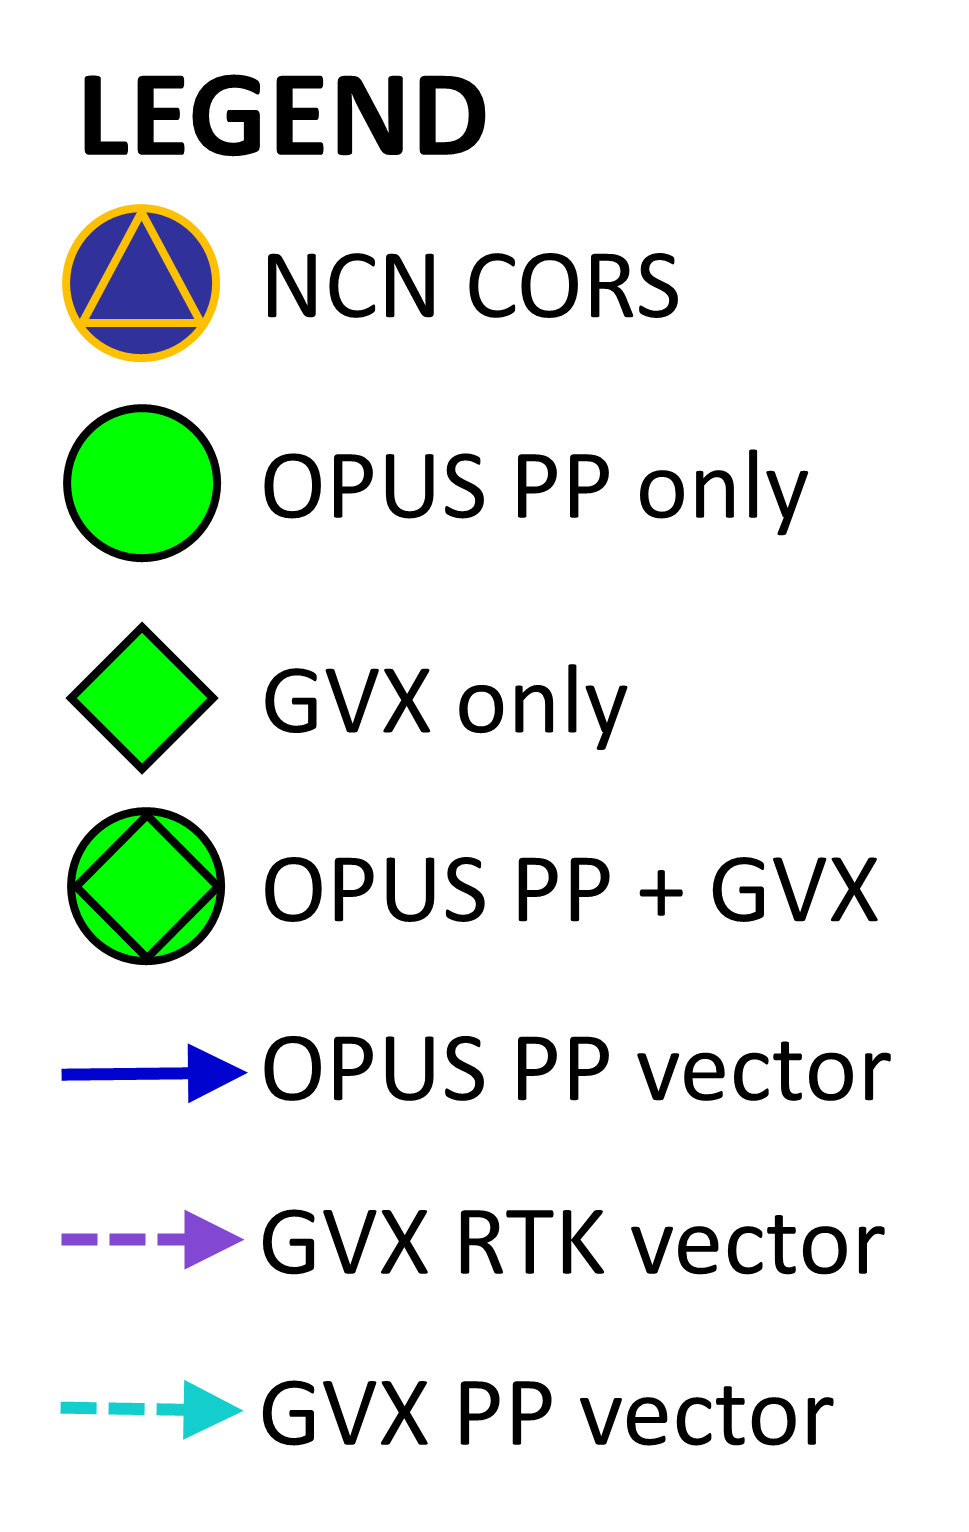 LEGEND
NCN CORS
OPUS PP only
GVX only
OPUS PP + GVX
OPUS PP vector
GVX RTK vector
GVX PP vector